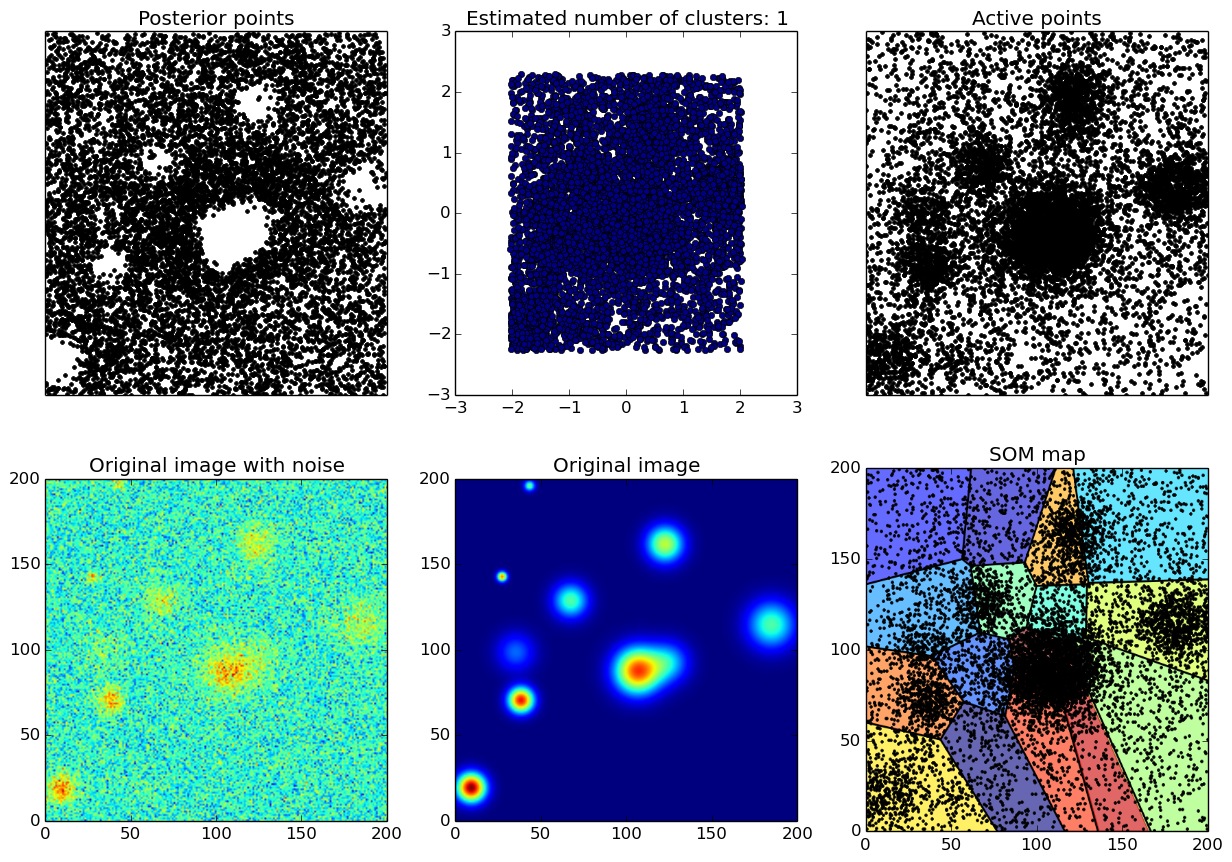 Posterior points
Estimated number of clusters: 1
Active points
3
2
1
0
−1
−2
−3
−3 −2 −1 0 1 2 3
Original image with noise
Original image
SOM map
200
150
100
50
0
0 50 100 150 200
200
150
100
50
0
0 50 100 150 200
200
150
100
50
0
0 50 100 150 200